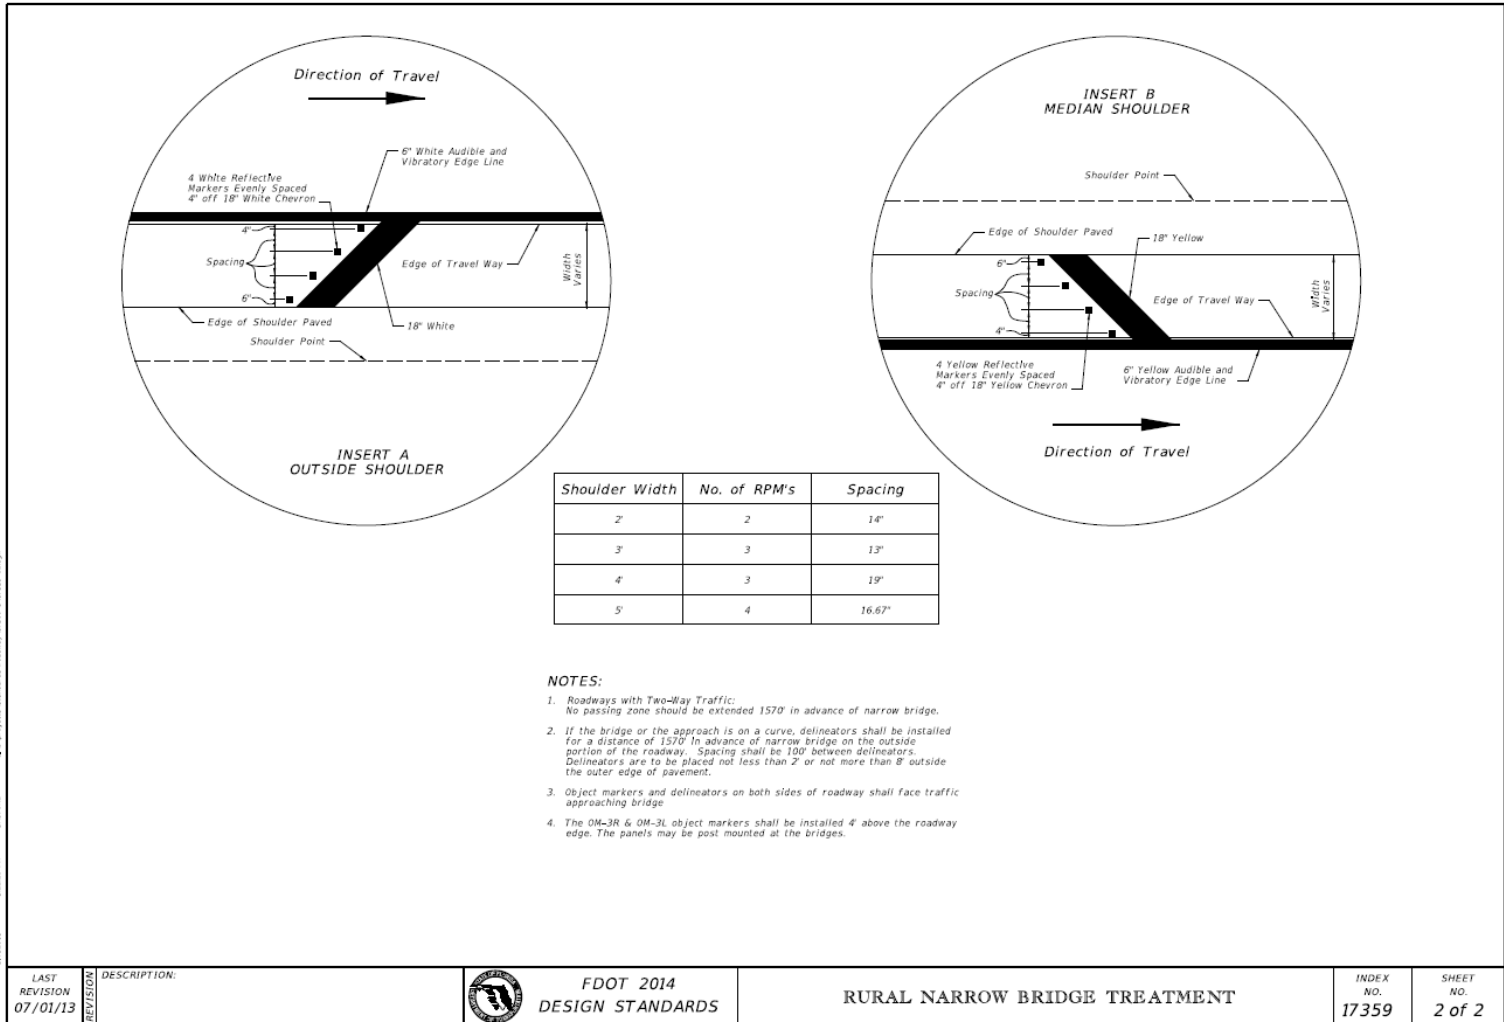 Direction of Travel
6" White Audible and
Vibratory Edge Line
4 White Reflective
Markers Evenly Spaced
4" off 18" White Chevron
4"
Spacing
6"
Edge of Travel Way
Width
Varies
Edge of Shoulder Paved
18" White
Shoulder Point
INSERT A
OUTSIDE SHOULDER
INSERT B
MEDIAN SHOULDER
Shoulder Point
Edge of Shoulder Paved
18" Yellow
6"
Spacing
4"
Edge of Travel Way
Width
Varies
4 Yellow Reflective
Markers Evenly Spaced
4" off 18" Yellow Chevron
6" Yellow Audible and
Vibratory Edge Line
Direction of Travel
Shoulder Width No. of RPM's Spacing
2' 2 14"
3' 3 13"
4' 3 19"
5' 4 16.67"
NOTES:
1. Roadways with Two-Way Traffic:
No passing zone should be extended 1570' in advance of narrow bridge.
2. If the bridge or the approach is on a curve, delineators shall be installed
for a distance of 1570' in advance of narrow bridge on the outside
portion of the roadway. Spacing shall be 100' between delineators.
Delineators are to be placed not less than 2' or not more than 8' outside
the outer edge of pavement.
3. Object markers and delineators on both sides of roadway shall face traffic
approaching bridge
4. The OM-3R & OM-3L object markers shall be installed 4' above the roadway
edge. The panels may be post mounted at the bridges.
LAST
REVISION
07/01/13
REVISION
DESCRIPTION:
FDOT 2014
DESIGN STANDARDS
RURAL NARROW BRIDGE TREATMENT
INDEX
NO.
17359
SHEET
NO.
2 of 2